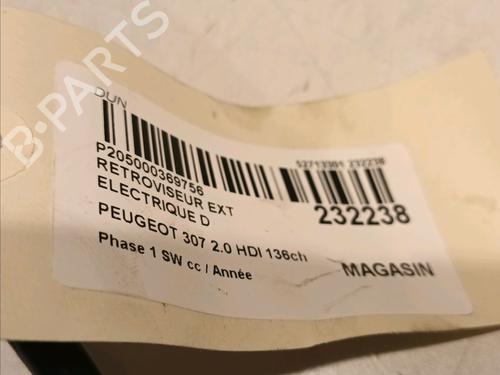 DUN
P205000369756
52713301 232238
RETROVISEUR EXT
ELECTRIQUE D
232238
PEUGEOT 307 2.0 HDI 136ch
Phase 1 SW cc / Année
MAGASIN
B-PARTS